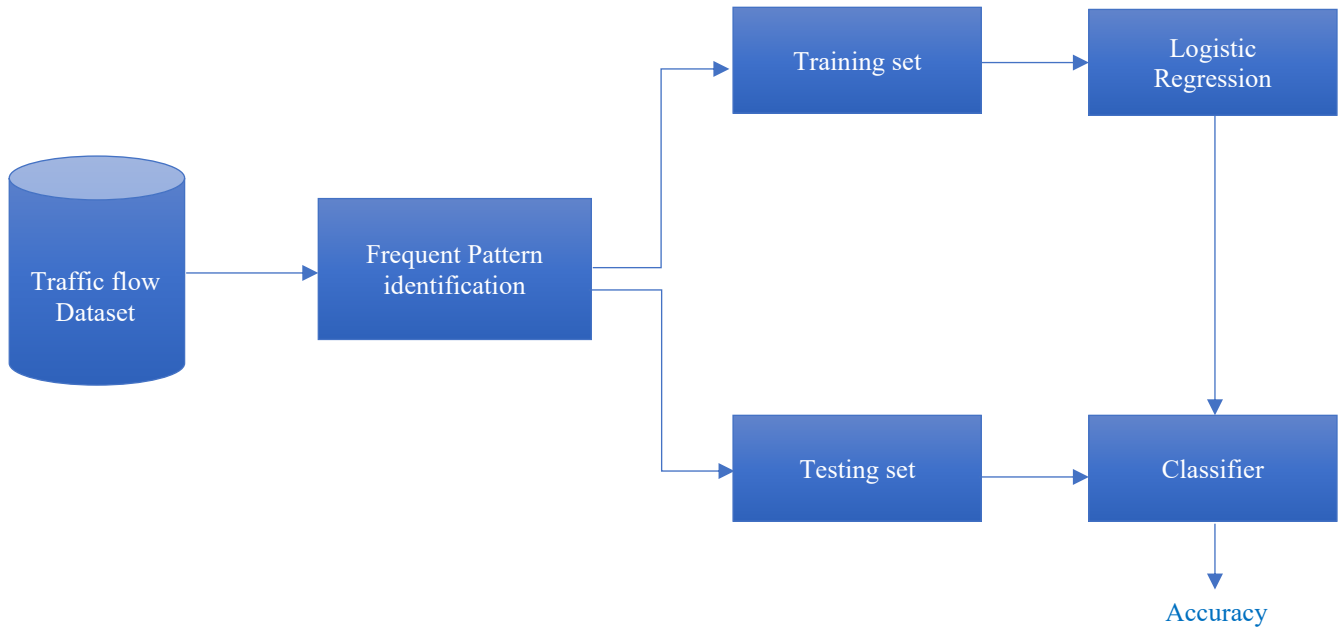 Training set
Logistic
Regression
Traffic flow
Dataset
Frequent Pattern
identification
Testing set
Classifier
Accuracy